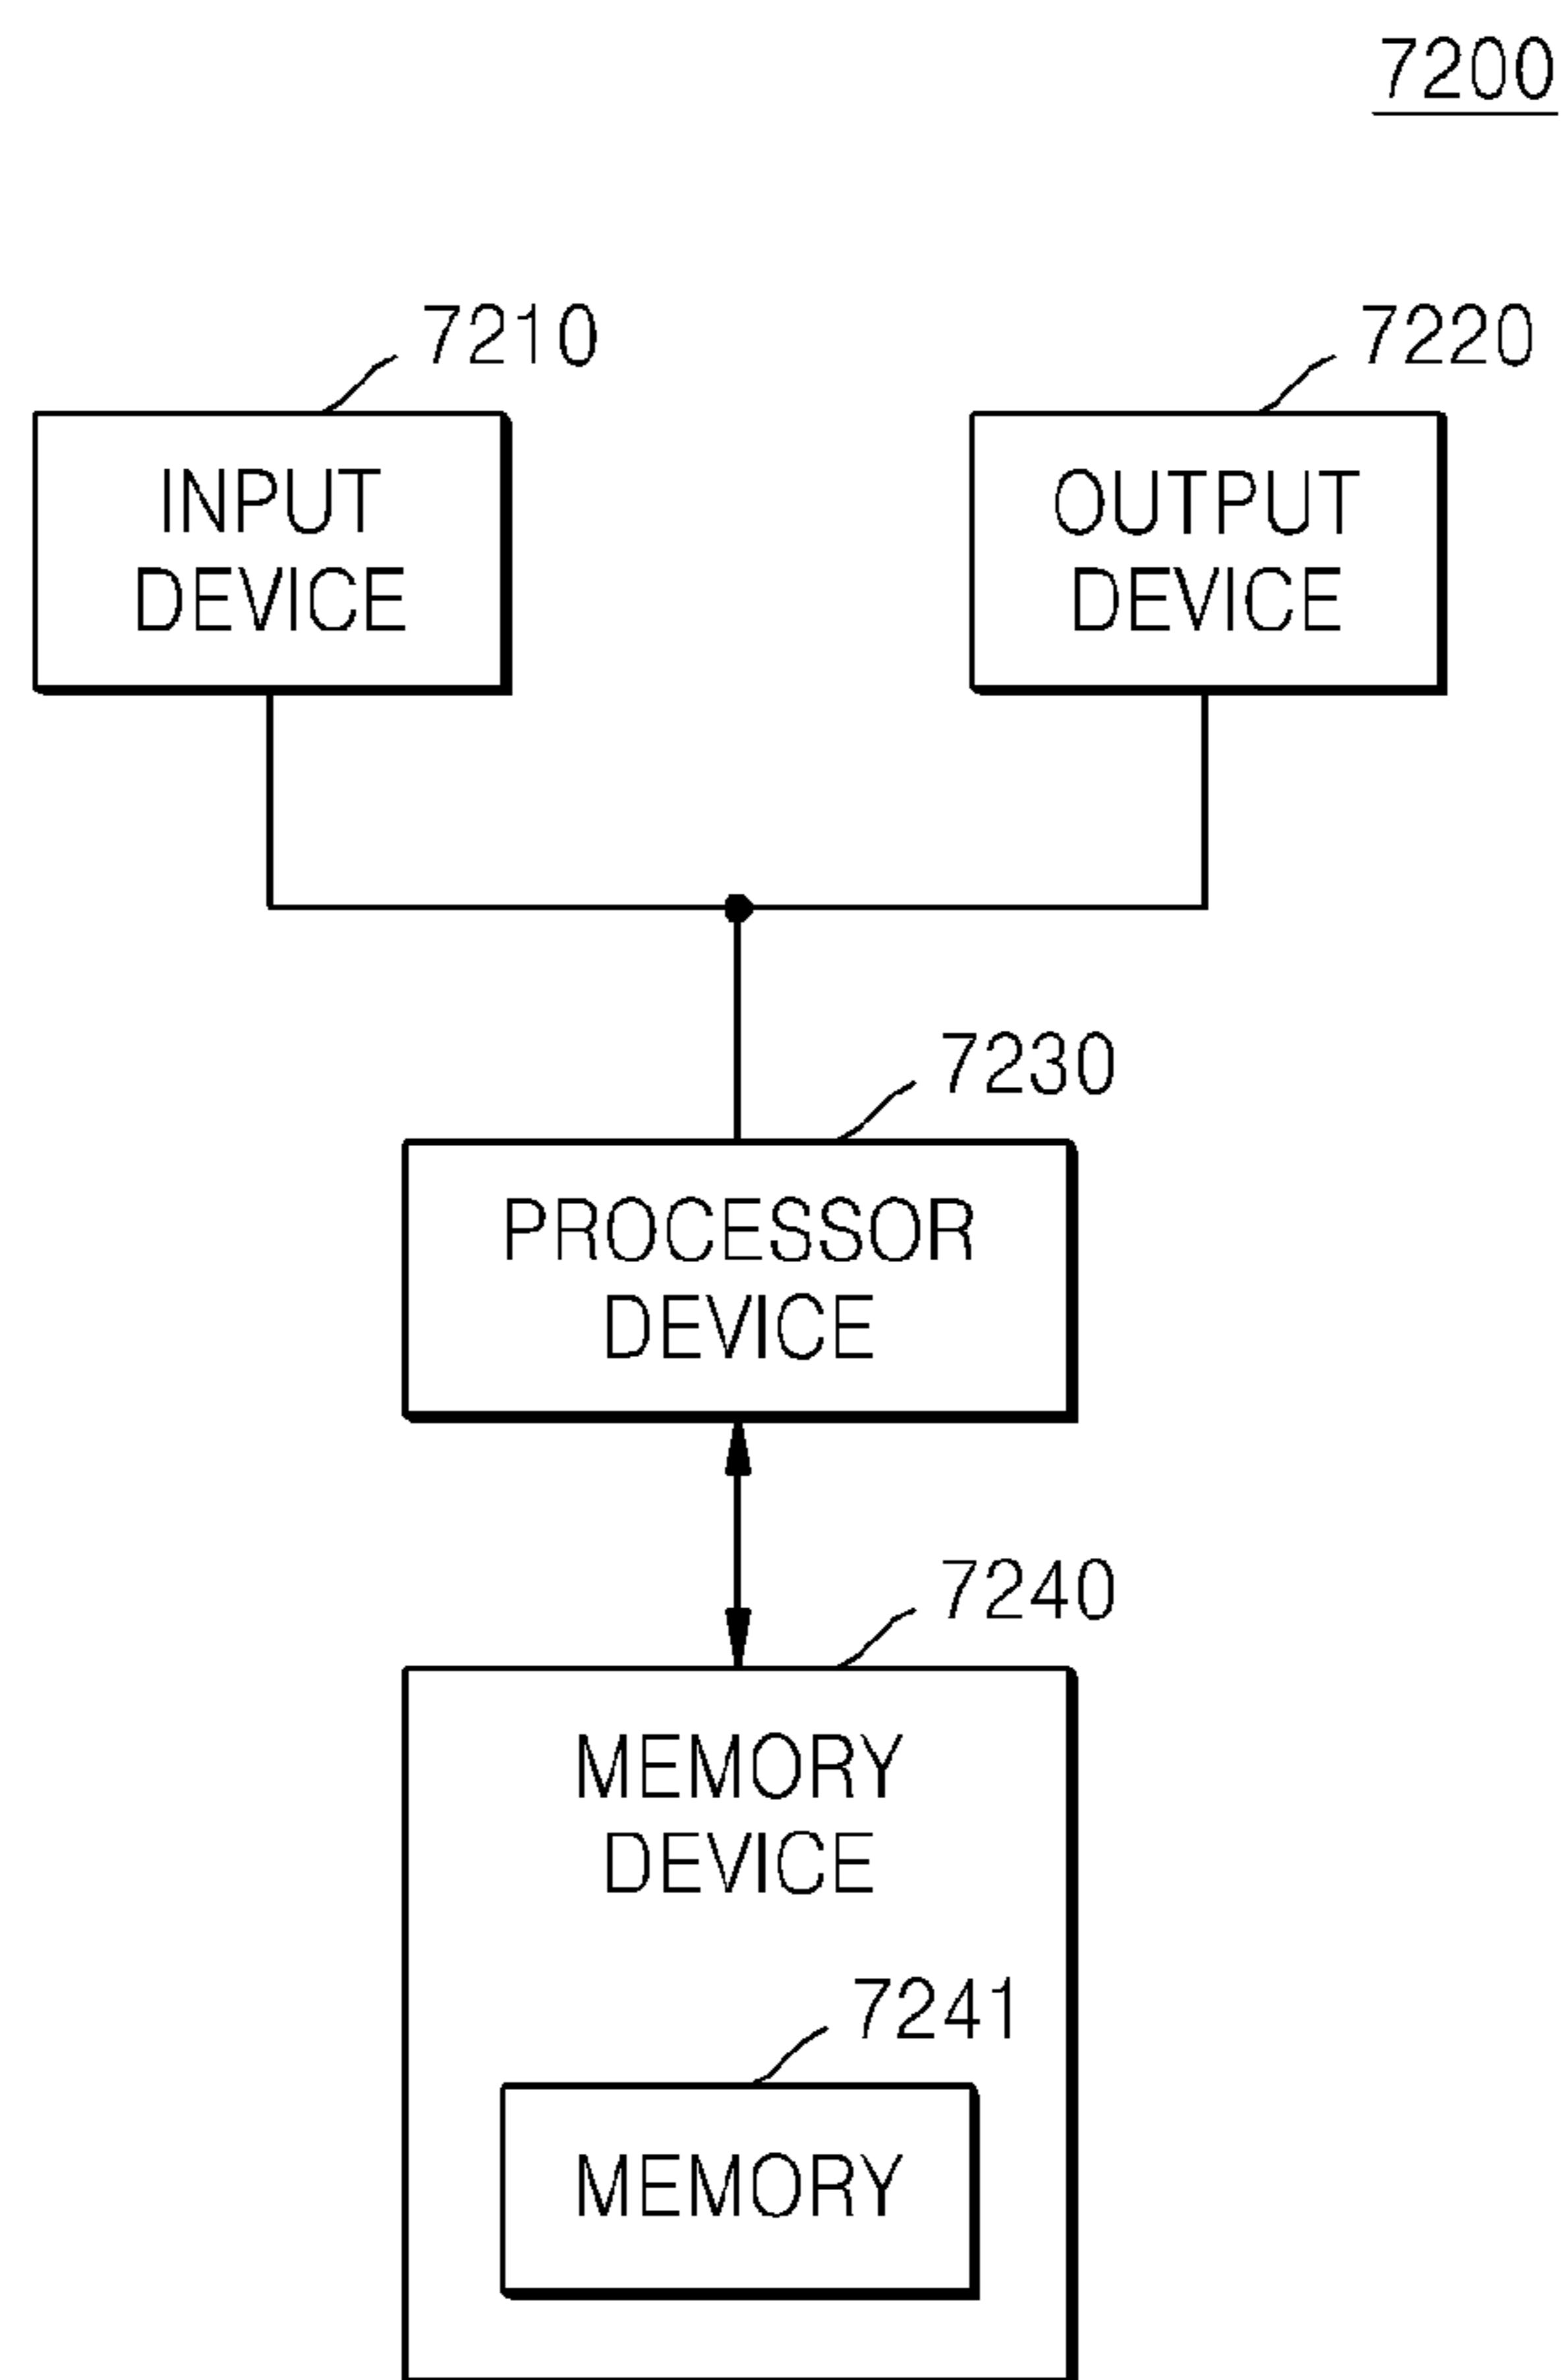 7200
7210
7220
INPUT
DEVICE
OUTPUT
DEVICE
7230
PROCESSOR
DEVICE
7240
MEMORY
DEVICE
7241
MEMORY